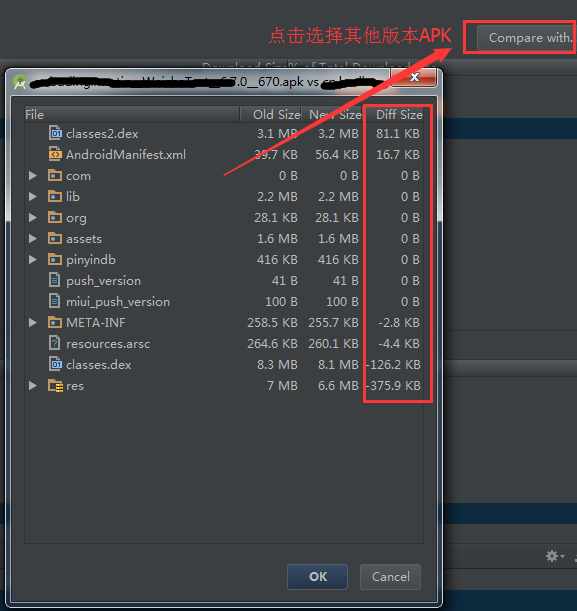 点击选择其他版本APK
Compare with.
7.0__670.apk vs
File Old Size New Size Diff Size
classes2.dex 3.1 MB 3.2 MB 81.1 KB
AndroidManifest.xml 39.7 KB 56.4 KB 16.7 KB
com 0 B 0 B 0 B
lib 2.2 MB 2.2 MB 0 B
org 28.1 KB 28.1 KB 0 B
assets 1.6 MB 1.6 MB 0 B
pinyindb 416 KB 416 KB 0 B
push_version 41 B 41 B 0 B
miui_push_version 100 B 100 B 0 B
META-INF 258.5 KB 255.7 KB -2.8 KB
resources.arsc 264.6 KB 260.1 KB -4.4 KB
classes.dex 8.3 MB 8.1 MB -126.2 KB
res 7 MB 6.6 MB -375.9 KB
OK Cancel